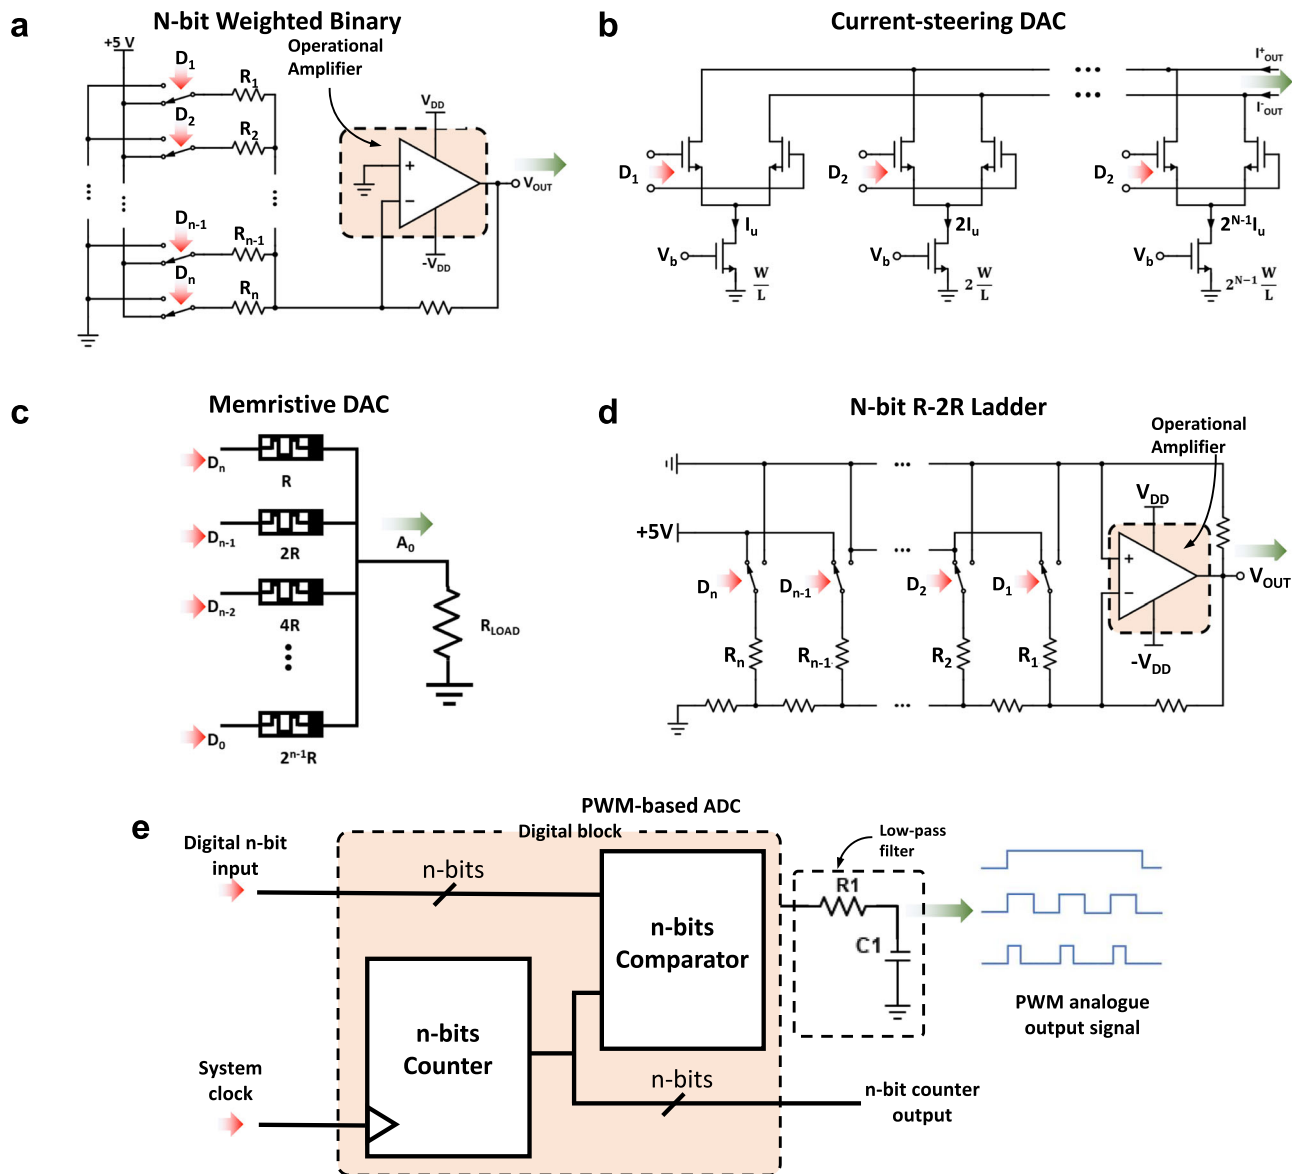 a
N-bit Weighted Binary
+5 V
Operational
Amplifier
D1
R1
D2
R2
VDD
+
−
VOUT
-VDD
Dn-1
Rn-1
Dn
Rn
b
Current-steering DAC
I+OUT
I-OUT
D1
D2
D2
Iu
2Iu
2N-1Iu
Vb
Vb
Vb
W
L
2 W
L
2N−1 W
L
c
Memristive DAC
Dn
R
Dn-1
2R
A0
Dn-2
4R
RLOAD
D0
2n-1R
d
N-bit R-2R Ladder
Operational
Amplifier
+5V
VDD
+
−
VOUT
-VDD
Dn
Dn-1
D2
D1
Rn
Rn-1
R2
R1
e
PWM-based ADC
Digital block
Digital n-bit
input
n-bits
n-bits
Comparator
n-bits
Counter
System
clock
n-bits
n-bit counter
output
Low-pass
filter
R1
C1
PWM analogue
output signal